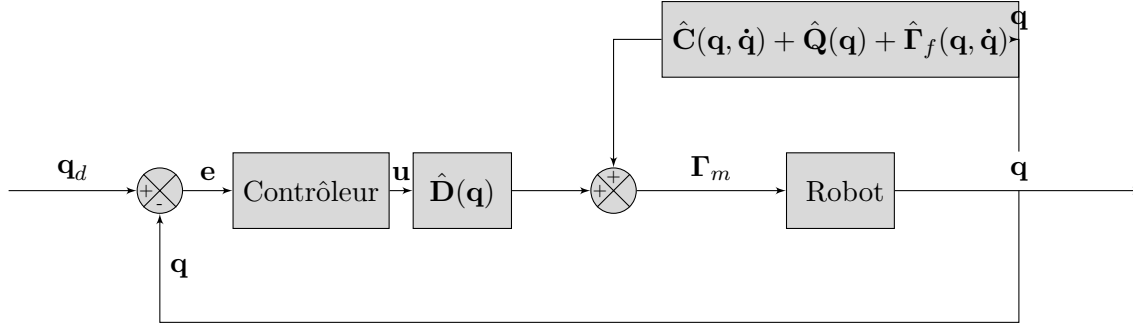 q
Ĉ(q, q̇) + Q̂(q) + Γ̂_f(q, q̇)
q_d
+
-
e
Contrôleur
u
D̂(q)
+
+
Γ_m
Robot
q
q